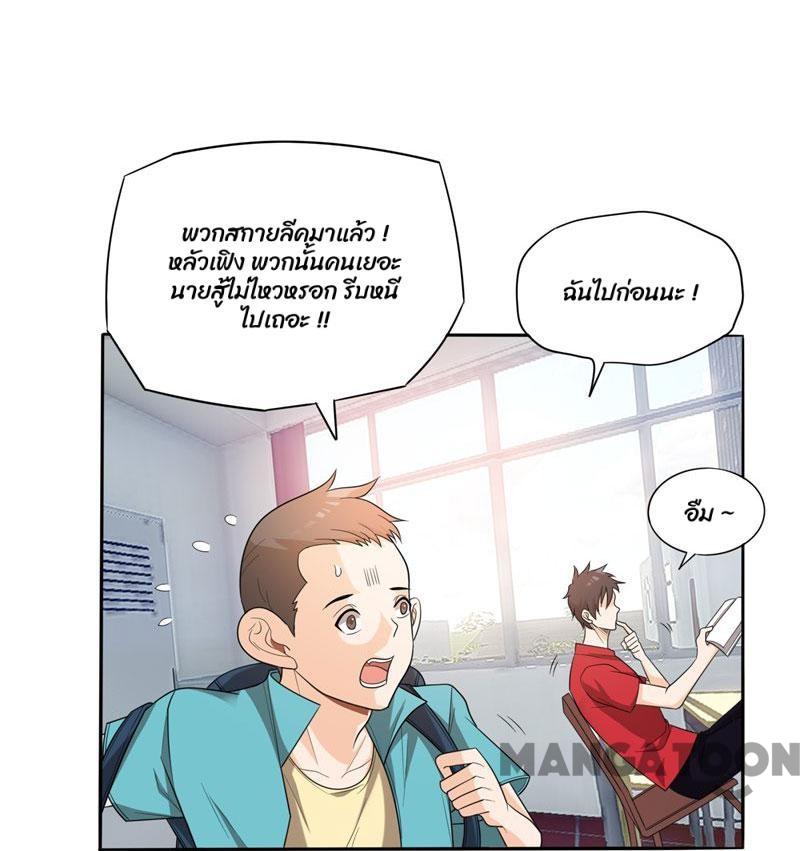 พวกสกายลีคมาแล้ว !
หลัวเฟิง พวกนั้นคนเยอะ
นายสู้ไม่ไหวหรอก รีบหนี
ไปเถอะ !!
ฉันไปก่อนนะ !
อืม ~
MANGATOON